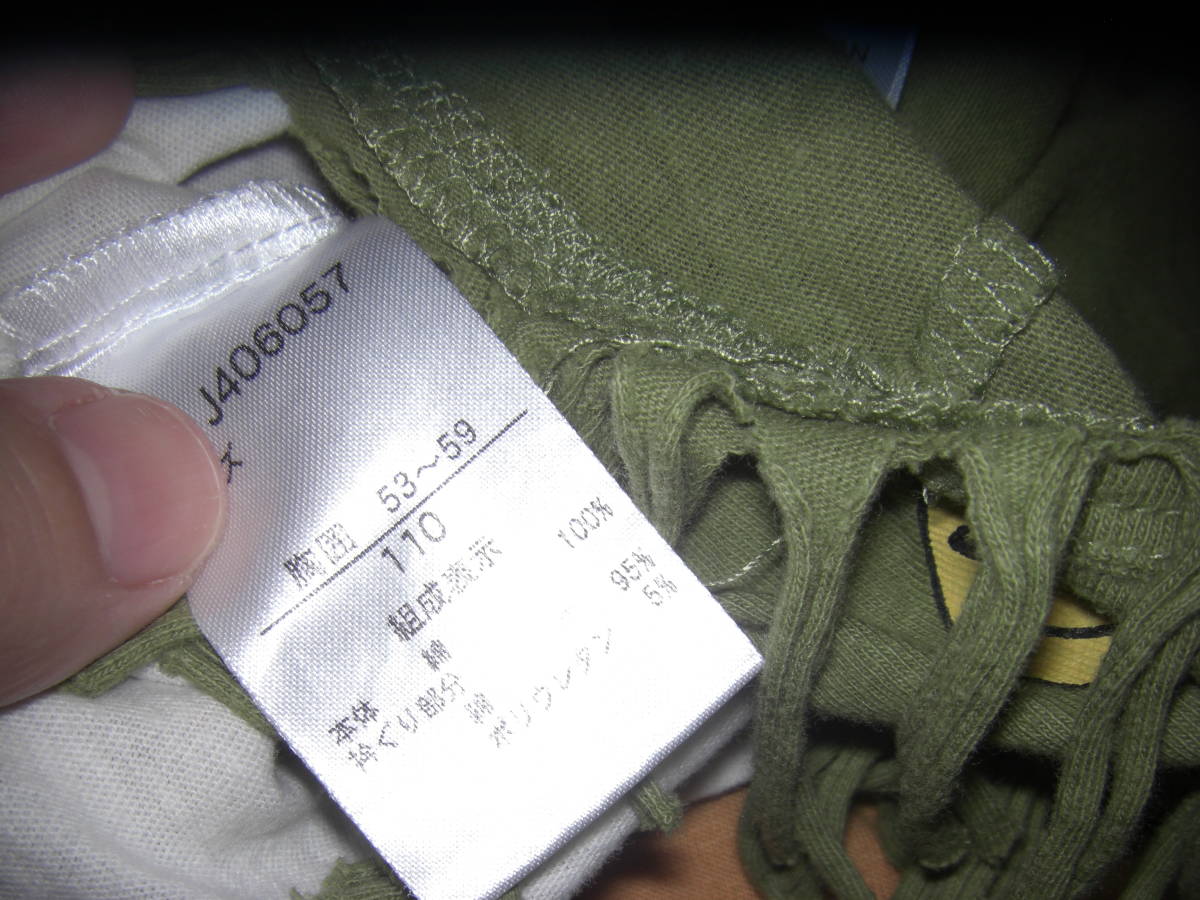 J406057
ズ
腹囲 53～59
110
組成表示
本体 綿 100%
衿ぐり部分
綿 95%
ポリウレタン 5%